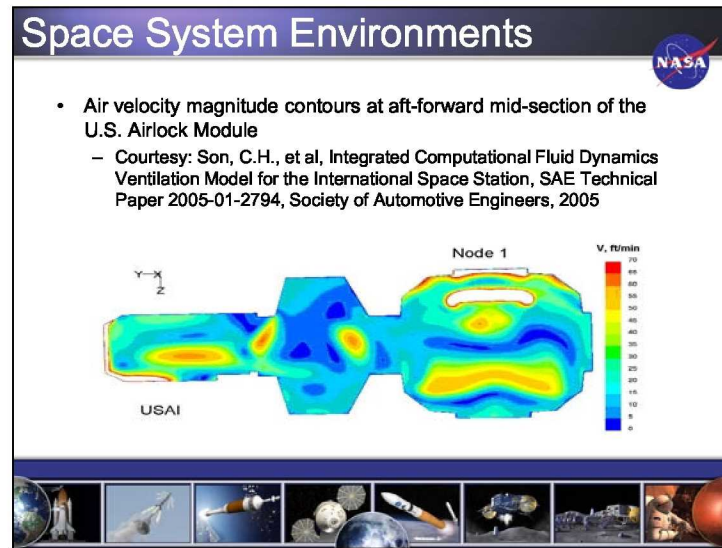 Space System Environments
NASA
• Air velocity magnitude contours at aft-forward mid-section of the
U.S. Airlock Module
– Courtesy: Son, C.H., et al, Integrated Computational Fluid Dynamics
Ventilation Model for the International Space Station, SAE Technical
Paper 2005-01-2794, Society of Automotive Engineers, 2005
Node 1
V, ft/min
Y
X
Z
70
65
60
55
50
45
40
35
30
25
20
15
10
5
0
USAI